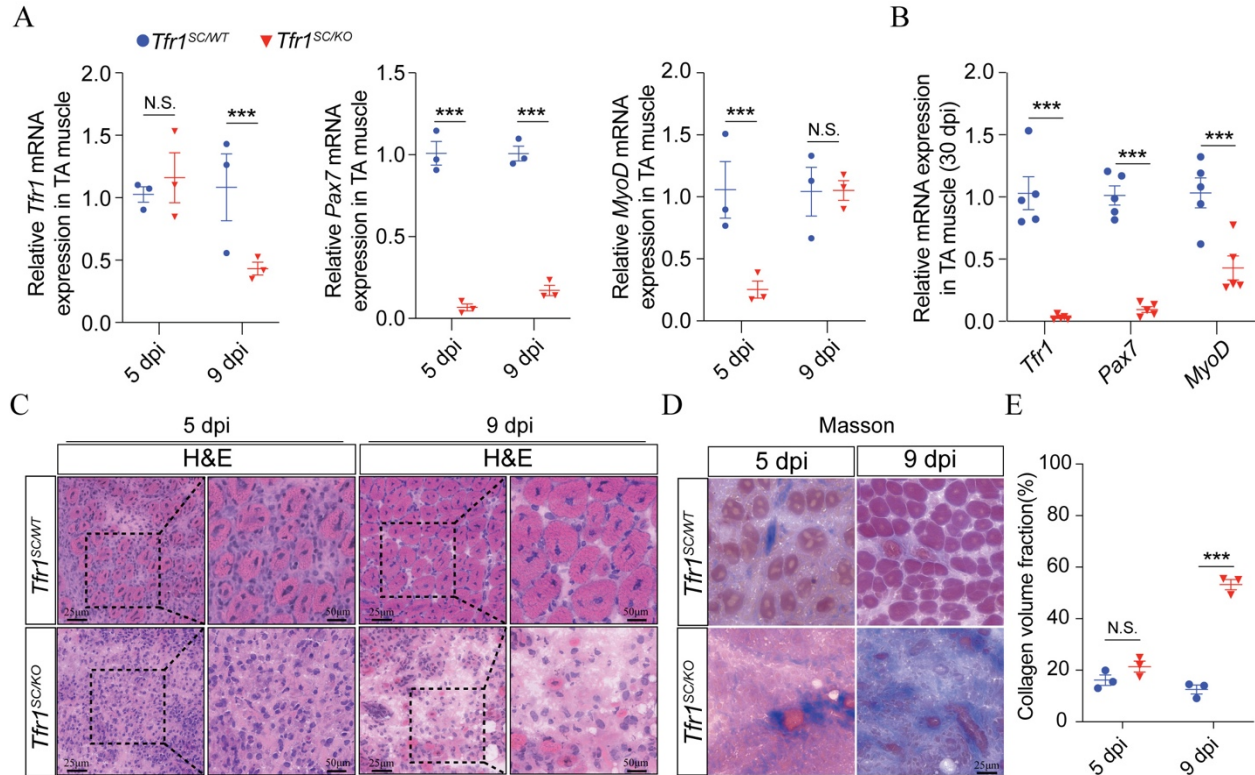 A
Tfr1SC/WT
Tfr1SC/KO
Relative Tfr1 mRNA
expression in TA muscle
2.0
1.5
1.0
0.5
0.0
N.S.
***
5 dpi
9 dpi
Relative Pax7 mRNA
expression in TA muscle
1.5
1.0
0.5
0.0
***
***
5 dpi
9 dpi
Relative MyoD mRNA
expression in TA muscle
2.0
1.5
1.0
0.5
0.0
***
N.S.
5 dpi
9 dpi
B
Relative mRNA expression
in TA muscle (30 dpi)
2.0
1.5
1.0
0.5
0.0
***
***
***
Tfr1
Pax7
MyoD
C
5 dpi
9 dpi
H&E
H&E
Tfr1SC/WT
25μm
50μm
25μm
50μm
Tfr1SC/KO
25μm
50μm
25μm
50μm
D
Masson
5 dpi
9 dpi
Tfr1SC/WT
Tfr1SC/KO
25μm
E
Collagen volume fraction(%)
100
80
60
40
20
0
N.S.
***
5 dpi
9 dpi